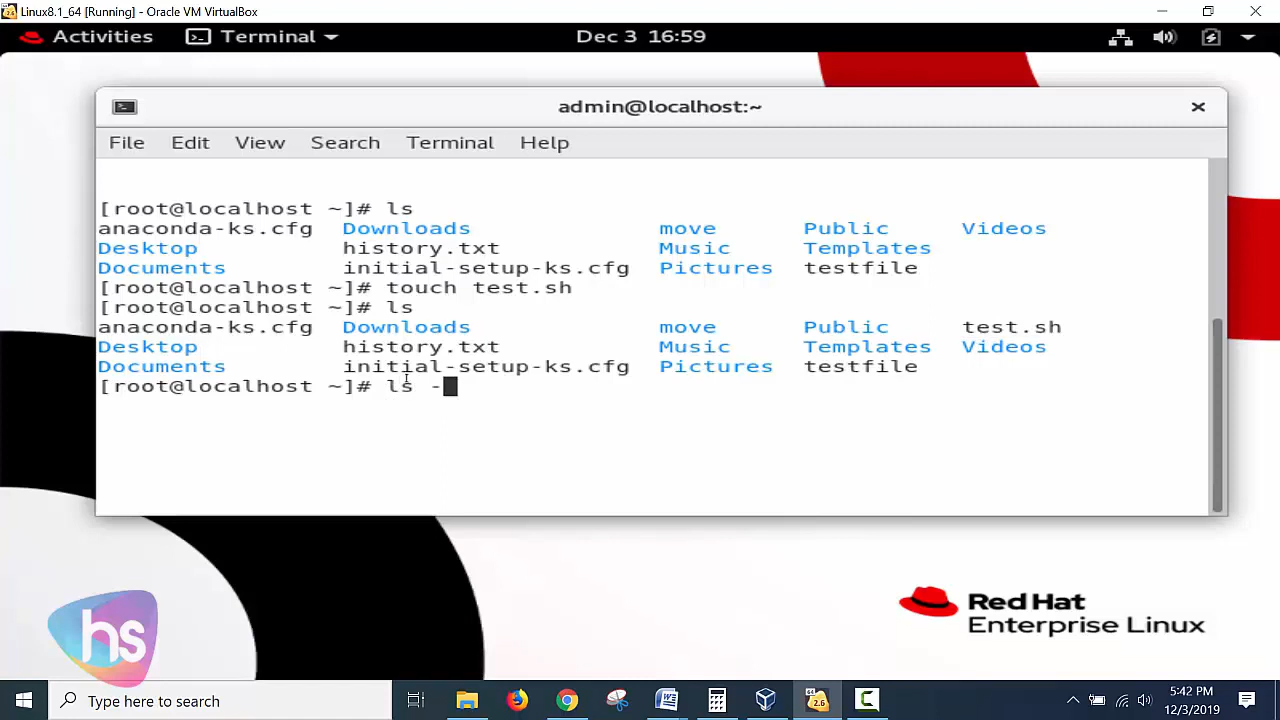 Linux8.1_64 [Running] - Oracle VM VirtualBox
Activities Terminal Dec 3 16:59
admin@localhost:~
File Edit View Search Terminal Help
[root@localhost ~]# ls
anaconda-ks.cfg Downloads move Public Videos
Desktop history.txt Music Templates
Documents initial-setup-ks.cfg Pictures testfile
[root@localhost ~]# touch test.sh
[root@localhost ~]# ls
anaconda-ks.cfg Downloads move Public test.sh
Desktop history.txt Music Templates Videos
Documents initial-setup-ks.cfg Pictures testfile
[root@localhost ~]# ls -
hs
Red Hat
Enterprise Linux
Type here to search
2.6
5:42 PM
12/3/2019